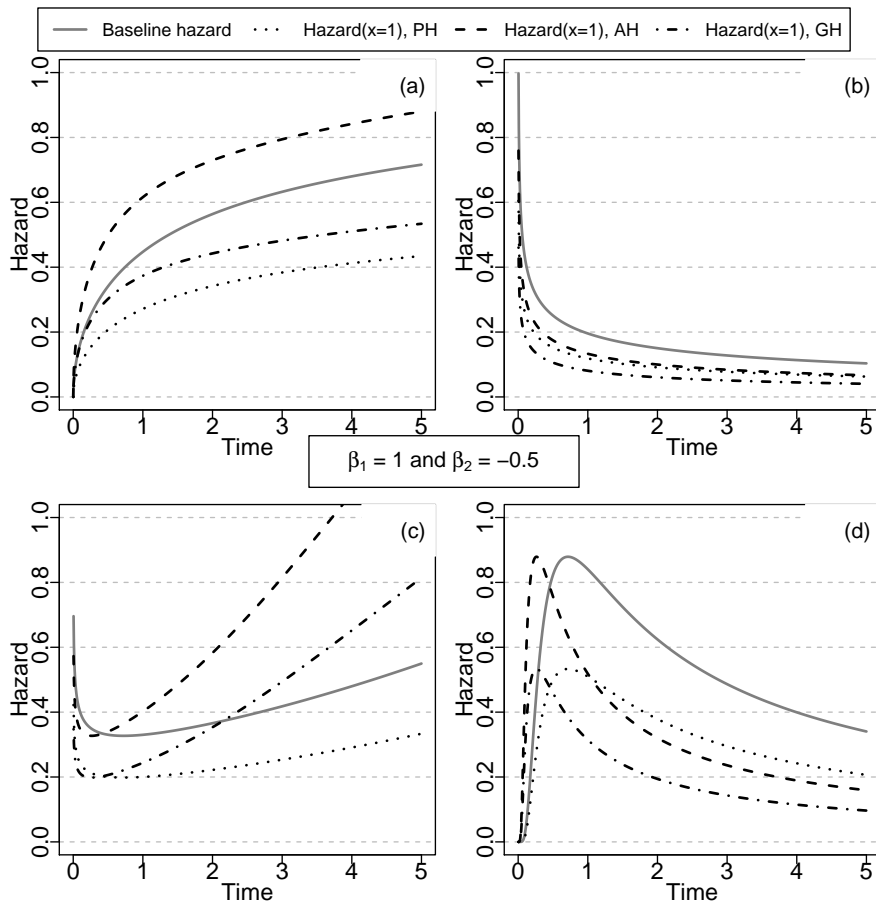 Baseline hazard Hazard(x=1), PH Hazard(x=1), AH Hazard(x=1), GH
(a)
1.0
0.8
0.6
0.4
0.2
0.0
Hazard
0 1 2 3 4 5
Time
(b)
1.0
0.8
0.6
0.4
0.2
0.0
Hazard
0 1 2 3 4 5
Time
β₁ = 1 and β₂ = −0.5
(c)
1.0
0.8
0.6
0.4
0.2
0.0
Hazard
0 1 2 3 4 5
Time
(d)
1.0
0.8
0.6
0.4
0.2
0.0
Hazard
0 1 2 3 4 5
Time